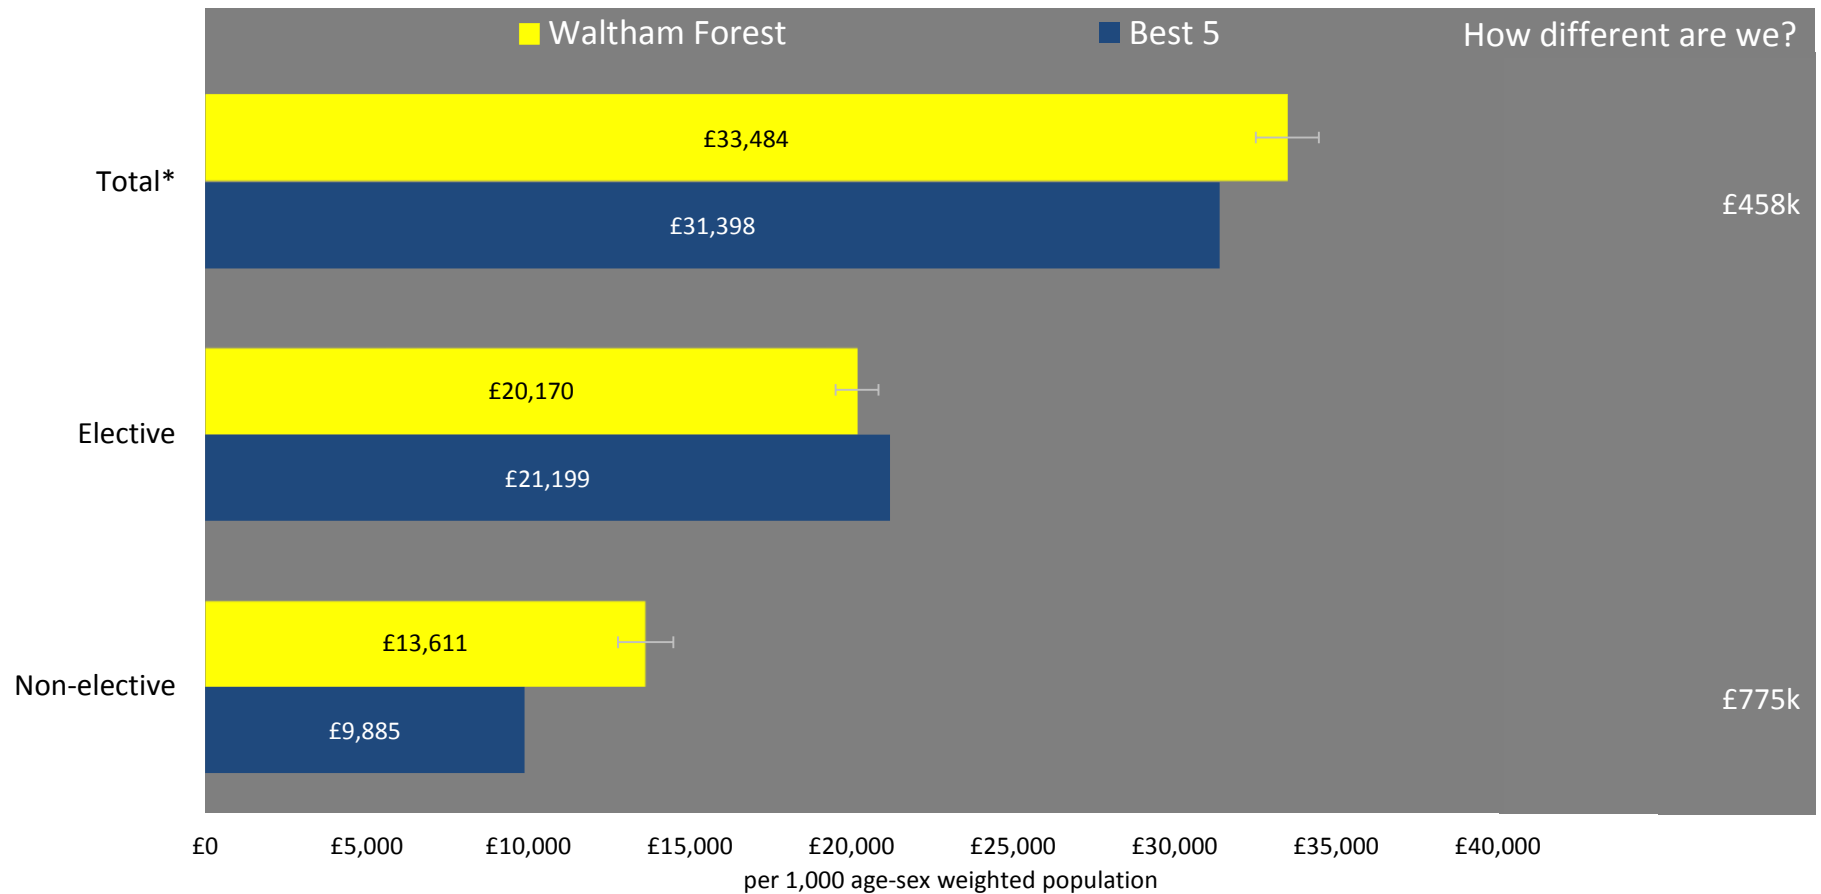 Waltham Forest
Best 5
How different are we?
Total*
£33,484
£31,398
£458k
Elective
£20,170
£21,199
Non-elective
£13,611
£9,885
£775k
£0 £5,000 £10,000 £15,000 £20,000 £25,000 £30,000 £35,000 £40,000
per 1,000 age-sex weighted population